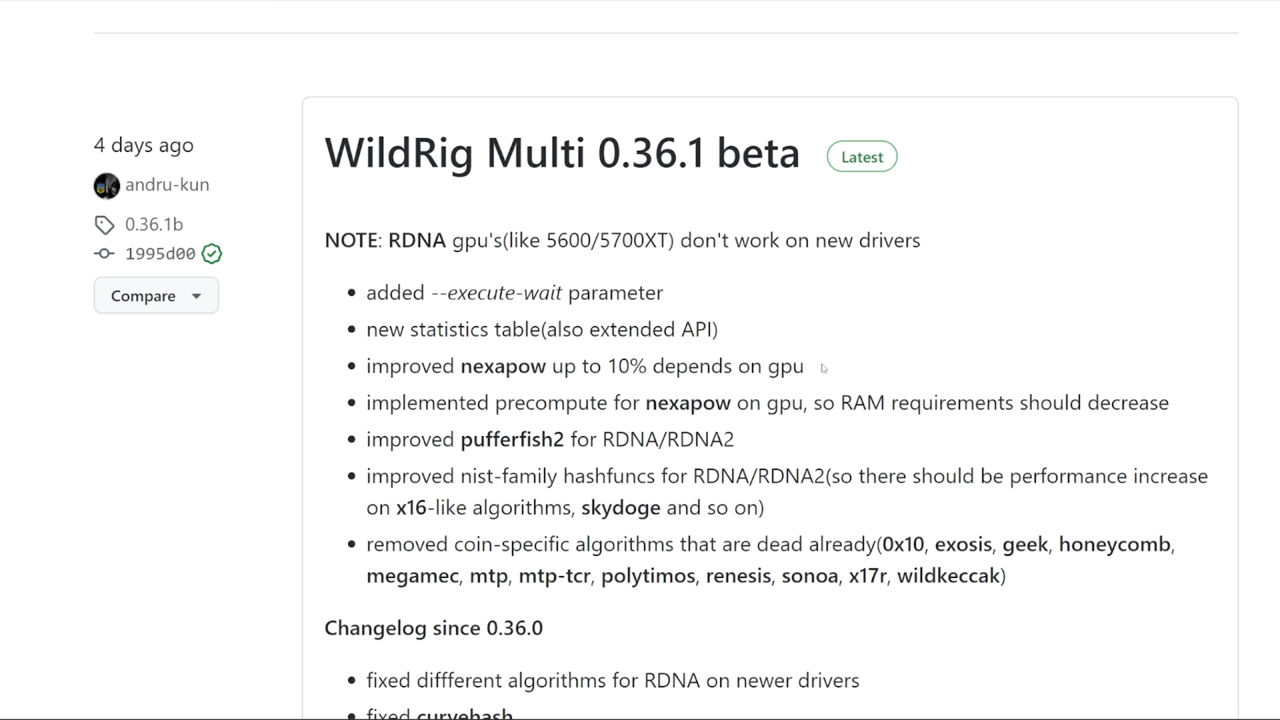 4 days ago
andru-kun
0.36.1b
1995d00
Compare
WildRig Multi 0.36.1 beta
Latest
NOTE: RDNA gpu's(like 5600/5700XT) don't work on new drivers
added --execute-wait parameter
new statistics table(also extended API)
improved nexapow up to 10% depends on gpu
implemented precompute for nexapow on gpu, so RAM requirements should decrease
improved pufferfish2 for RDNA/RDNA2
improved nist-family hashfuncs for RDNA/RDNA2(so there should be performance increase
on x16-like algorithms, skydoge and so on)
removed coin-specific algorithms that are dead already(0x10, exosis, geek, honeycomb,
megamec, mtp, mtp-tcr, polytimos, renesis, sonoa, x17r, wildkeccak)
Changelog since 0.36.0
fixed diffferent algorithms for RDNA on newer drivers
fixed curvehash